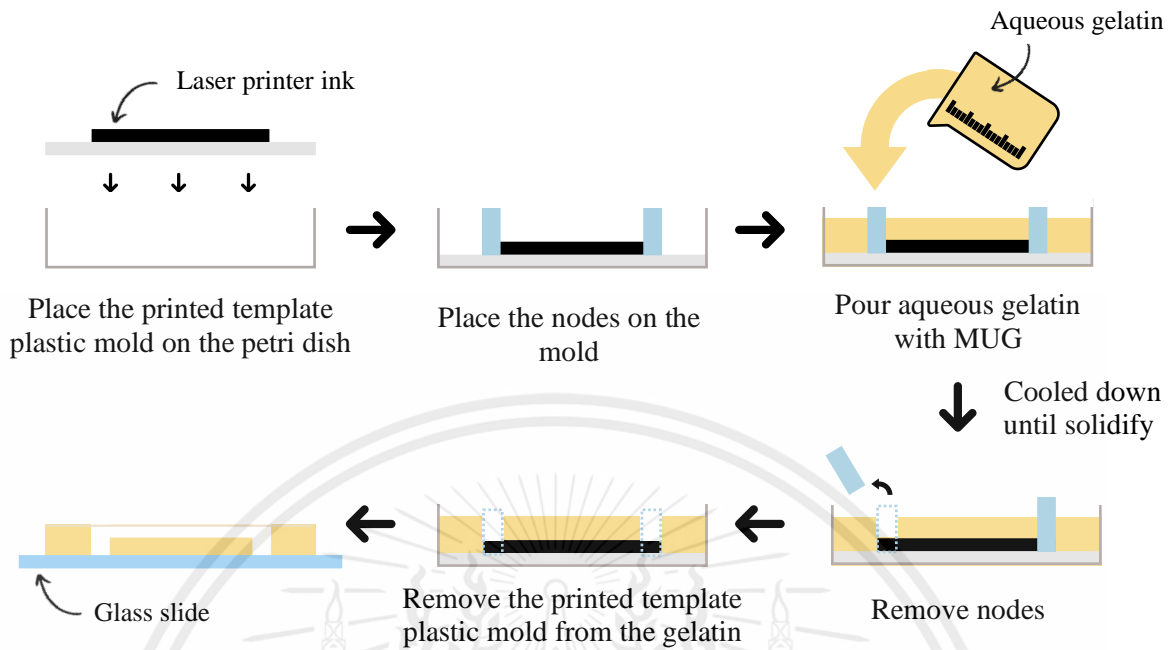 Aqueous gelatin
Laser printer ink
Place the printed template
plastic mold on the petri dish
Place the nodes on the
mold
Pour aqueous gelatin
with MUG
Cooled down
until solidify
Remove nodes
Remove the printed template
plastic mold from the gelatin
Glass slide